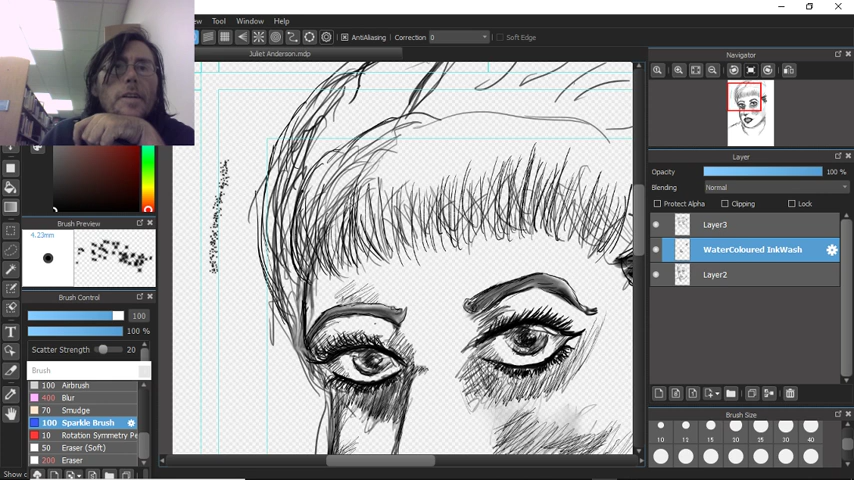 ew Tool Window Help
AntiAliasing Correction 0 Soft Edge
Juliet Anderson.mdp
Navigator
Layer
Opacity 100 %
Blending Normal
Protect Alpha Clipping Lock
Layer3
WaterColoured InkWash
Layer2
Brush Preview
4.23mm
Brush Control
100
100 %
Scatter Strength 20
Brush
100 Airbrush
400 Blur
70 Smudge
100 Sparkle Brush
10 Rotation Symmetry Pe
50 Eraser (Soft)
200 Eraser
Show c
Brush Size
10 12 15 20 25 30 40